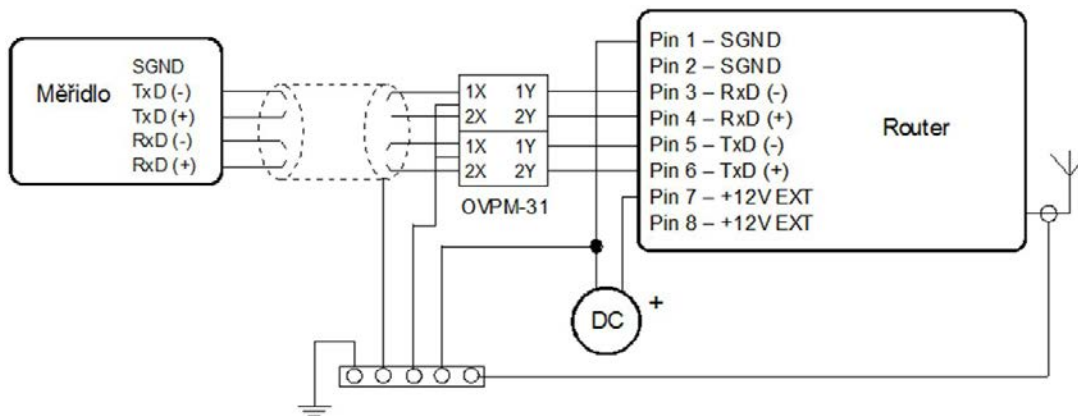 Měřidlo
SGND
TxD (-)
TxD (+)
RxD (-)
RxD (+)
1X 1Y
2X 2Y
1X 1Y
2X 2Y
OVPM-31
Pin 1 – SGND
Pin 2 – SGND
Pin 3 – RxD (-)
Pin 4 – RxD (+)
Pin 5 – TxD (-)
Pin 6 – TxD (+)
Pin 7 – +12V EXT
Pin 8 – +12V EXT
Router
DC
+